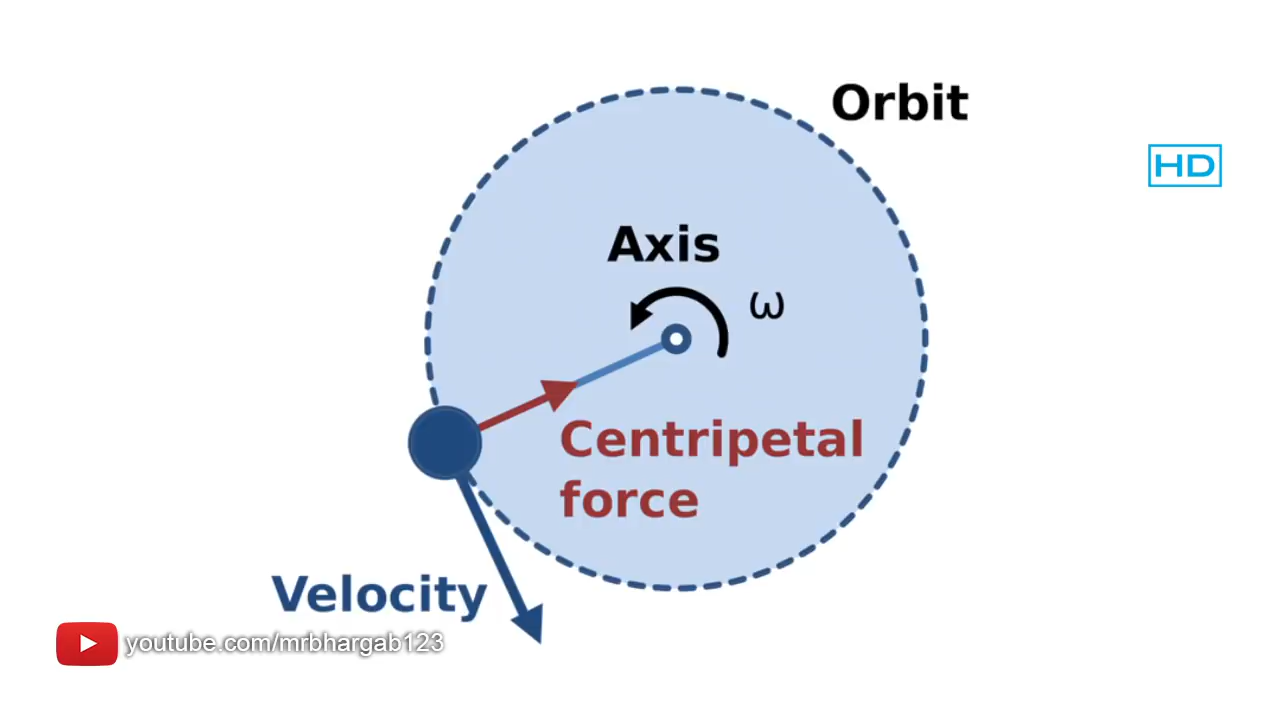 Orbit
HD
Axis
ω
Centripetal
force
Velocity
youtube.com/mrbhargab123